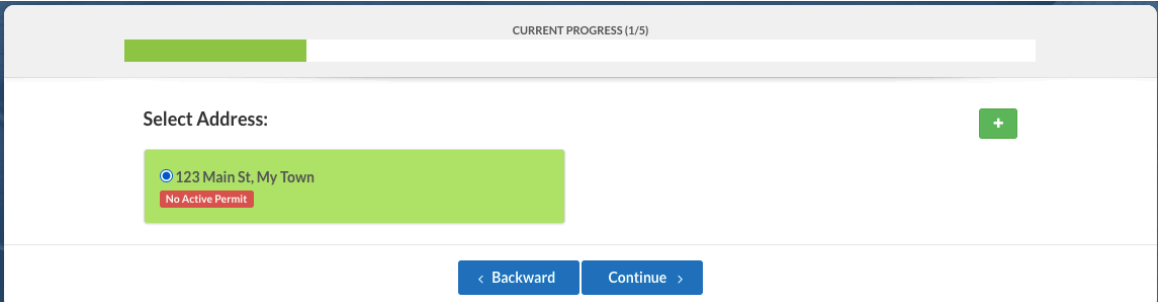 CURRENT PROGRESS (1/5)
Select Address:
+
123 Main St, My Town
No Active Permit
‹ Backward
Continue ›